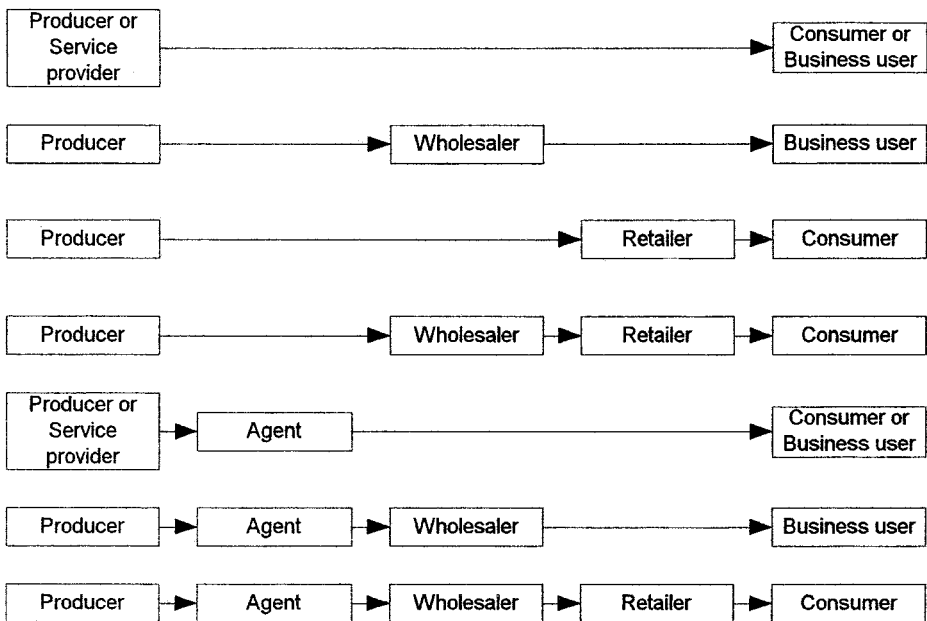 Producer or
Service
provider
Consumer or
Business user
Producer
Wholesaler
Business user
Producer
Retailer
Consumer
Producer
Wholesaler
Retailer
Consumer
Producer or
Service
provider
Agent
Consumer or
Business user
Producer
Agent
Wholesaler
Business user
Producer
Agent
Wholesaler
Retailer
Consumer